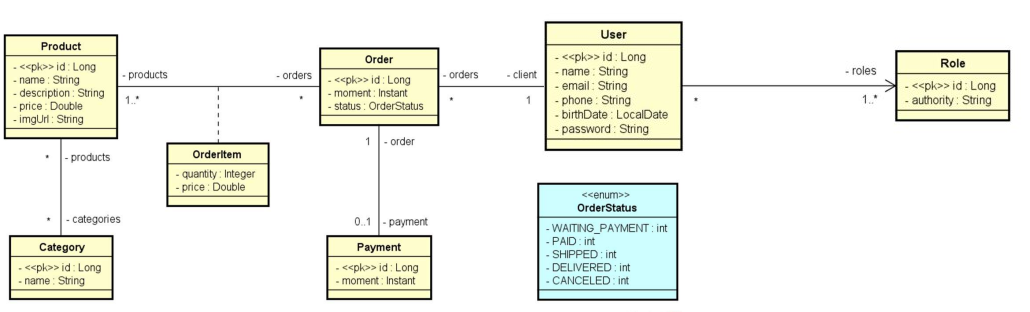 Product
- <<pk>> id : Long
- name : String
- description : String
- price : Double
- imgUrl : String
- products
1..*
- orders
*
OrderItem
- quantity : Integer
- price : Double
Order
- <<pk>> id : Long
- moment : Instant
- status : OrderStatus
- orders
*
- client
1
User
- <<pk>> id : Long
- name : String
- email : String
- phone : String
- birthDate : LocalDate
- password : String
*
- roles
1..*
Role
- <<pk>> id : Long
- authority : String
* - products
* - categories
Category
- <<pk>> id : Long
- name : String
1 - order
0..1 - payment
Payment
- <<pk>> id : Long
- moment : Instant
<<enum>>
OrderStatus
- WAITING_PAYMENT : int
- PAID : int
- SHIPPED : int
- DELIVERED : int
- CANCELED : int